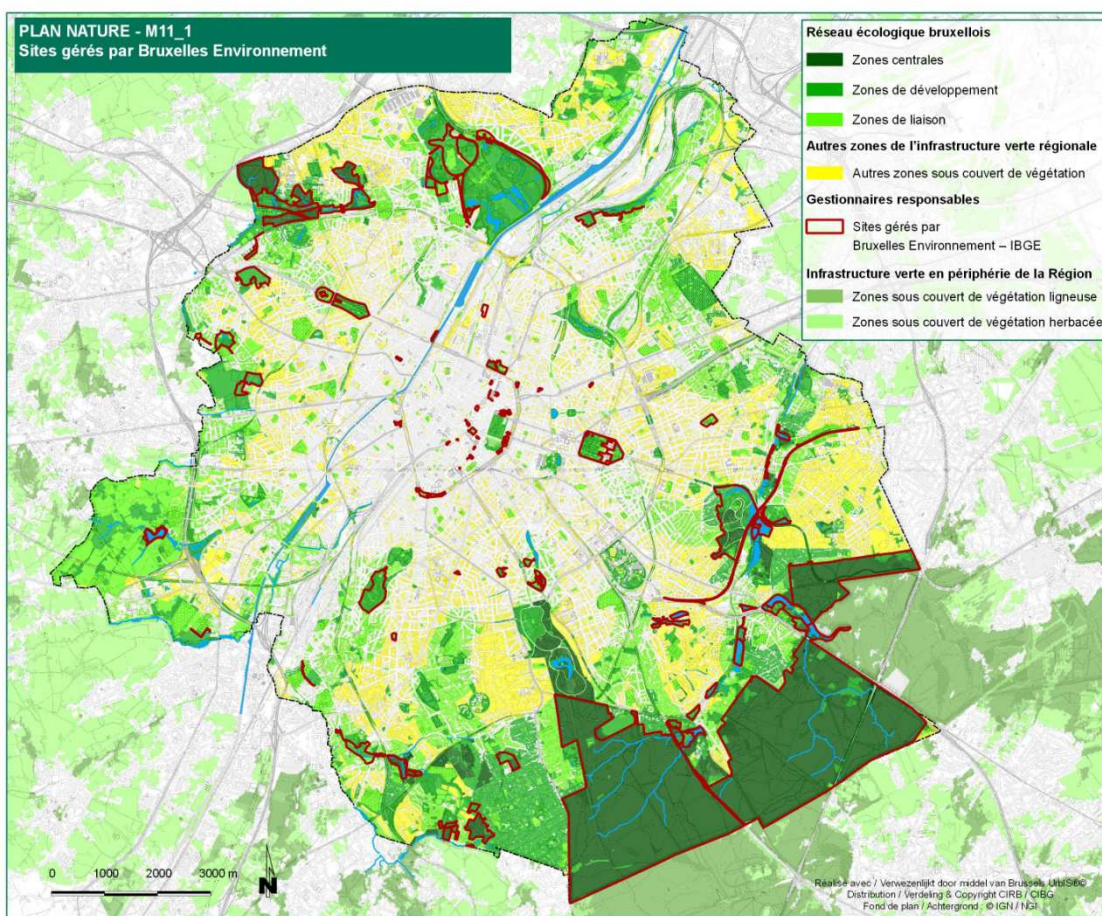 PLAN NATURE - M11_1
Sites gérés par Bruxelles Environnement
Réseau écologique bruxellois
Zones centrales
Zones de développement
Zones de liaison
Autres zones de l'infrastructure verte régionale
Autres zones sous couvert de végétation
Gestionnaires responsables
Sites gérés par
Bruxelles Environnement – IBGE
Infrastructure verte en périphérie de la Région
Zones sous couvert de végétation ligneuse
Zones sous couvert de végétation herbacée
0 1000 2000 3000 m
N
Réalisé avec / Verwezenlijkt door middel van Brussels UrbIS®©
Distribution / Verdeling & Copyright CIRB / CIBG
Fond de plan / Achtergrond : © IGN / NGI